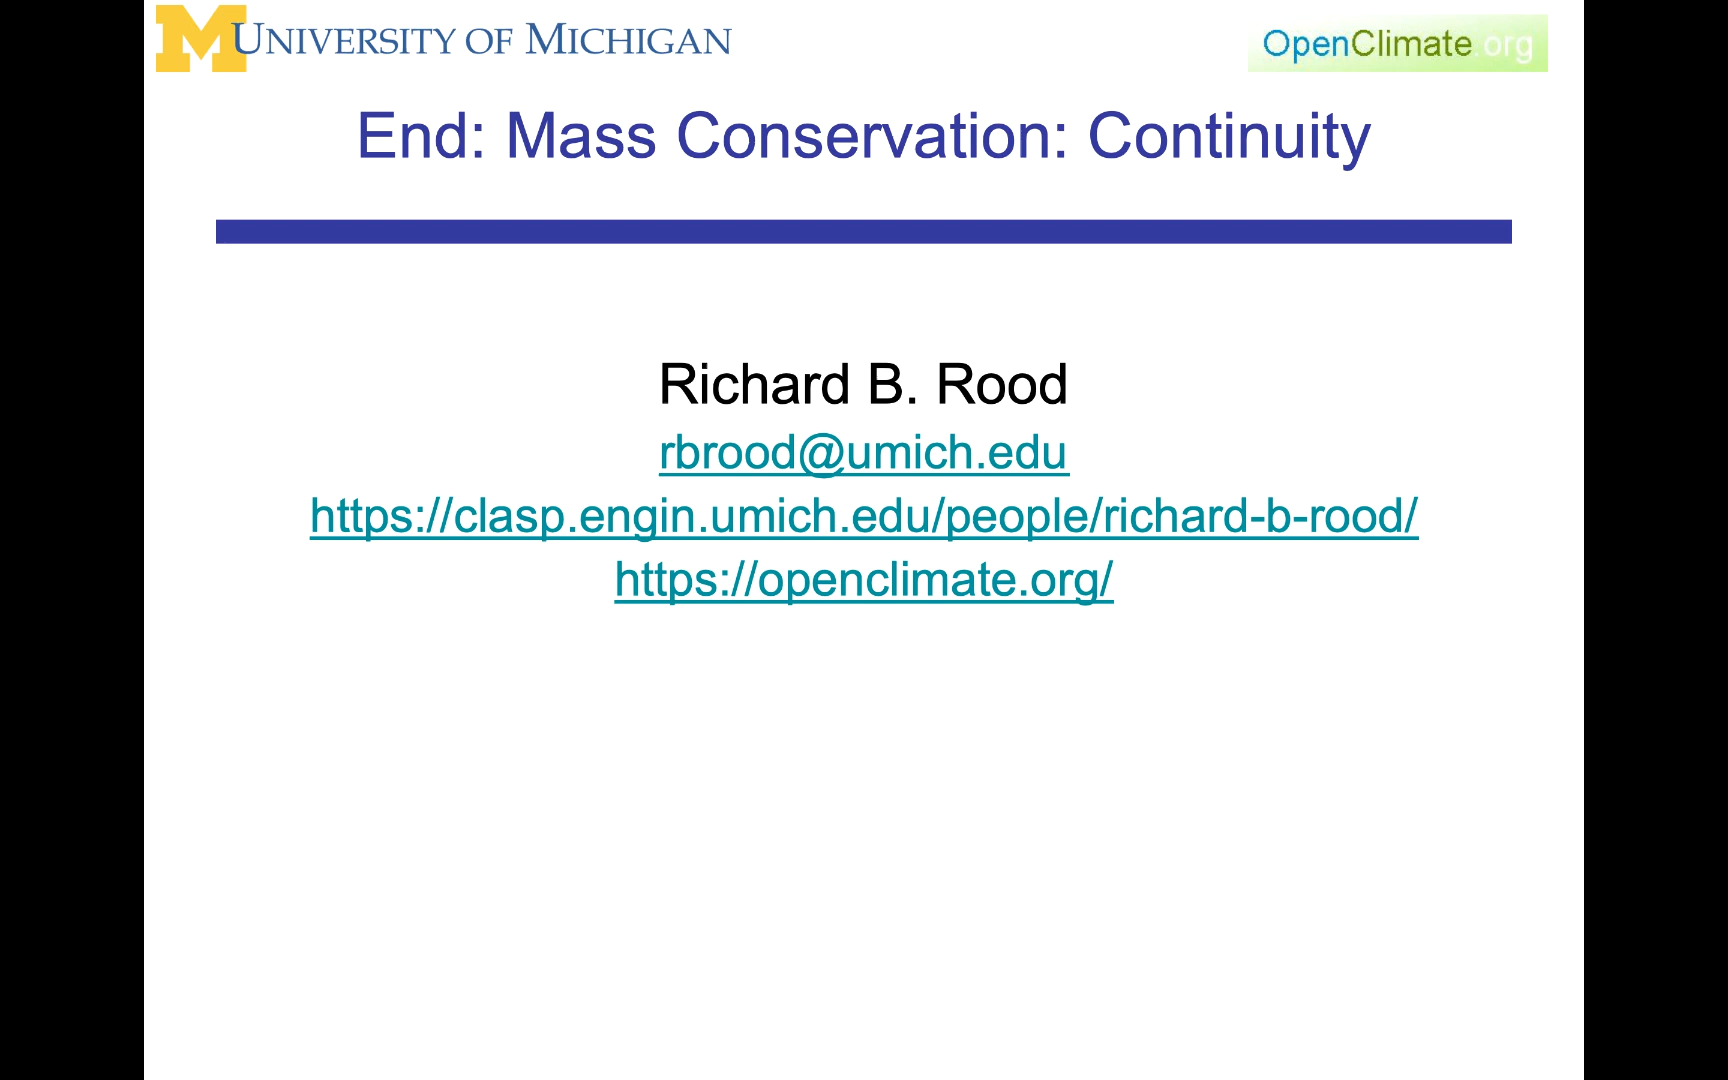 M UNIVERSITY OF MICHIGAN
OpenClimate.org
End: Mass Conservation: Continuity
Richard B. Rood
rbrood@umich.edu
https://clasp.engin.umich.edu/people/richard-b-rood/
https://openclimate.org/